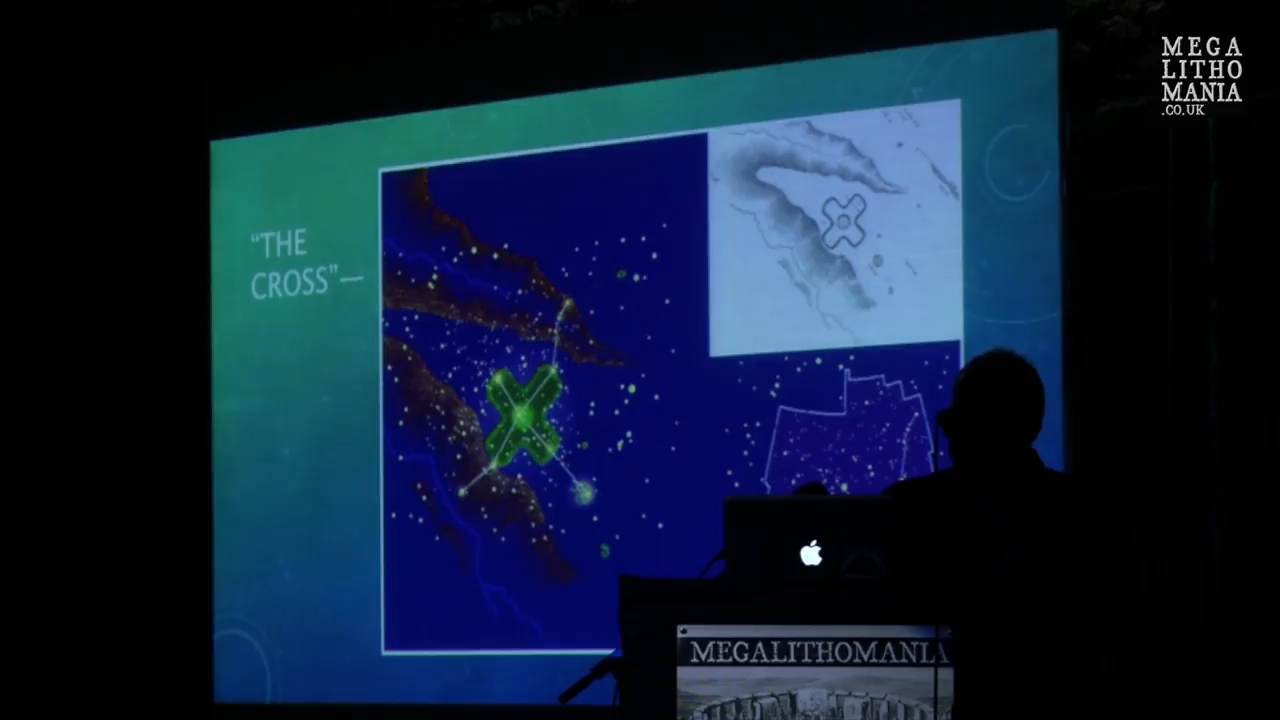 MEGA
LITHO
MANIA
.CO.UK
“THE
CROSS”—
MEGALITHOMANIA